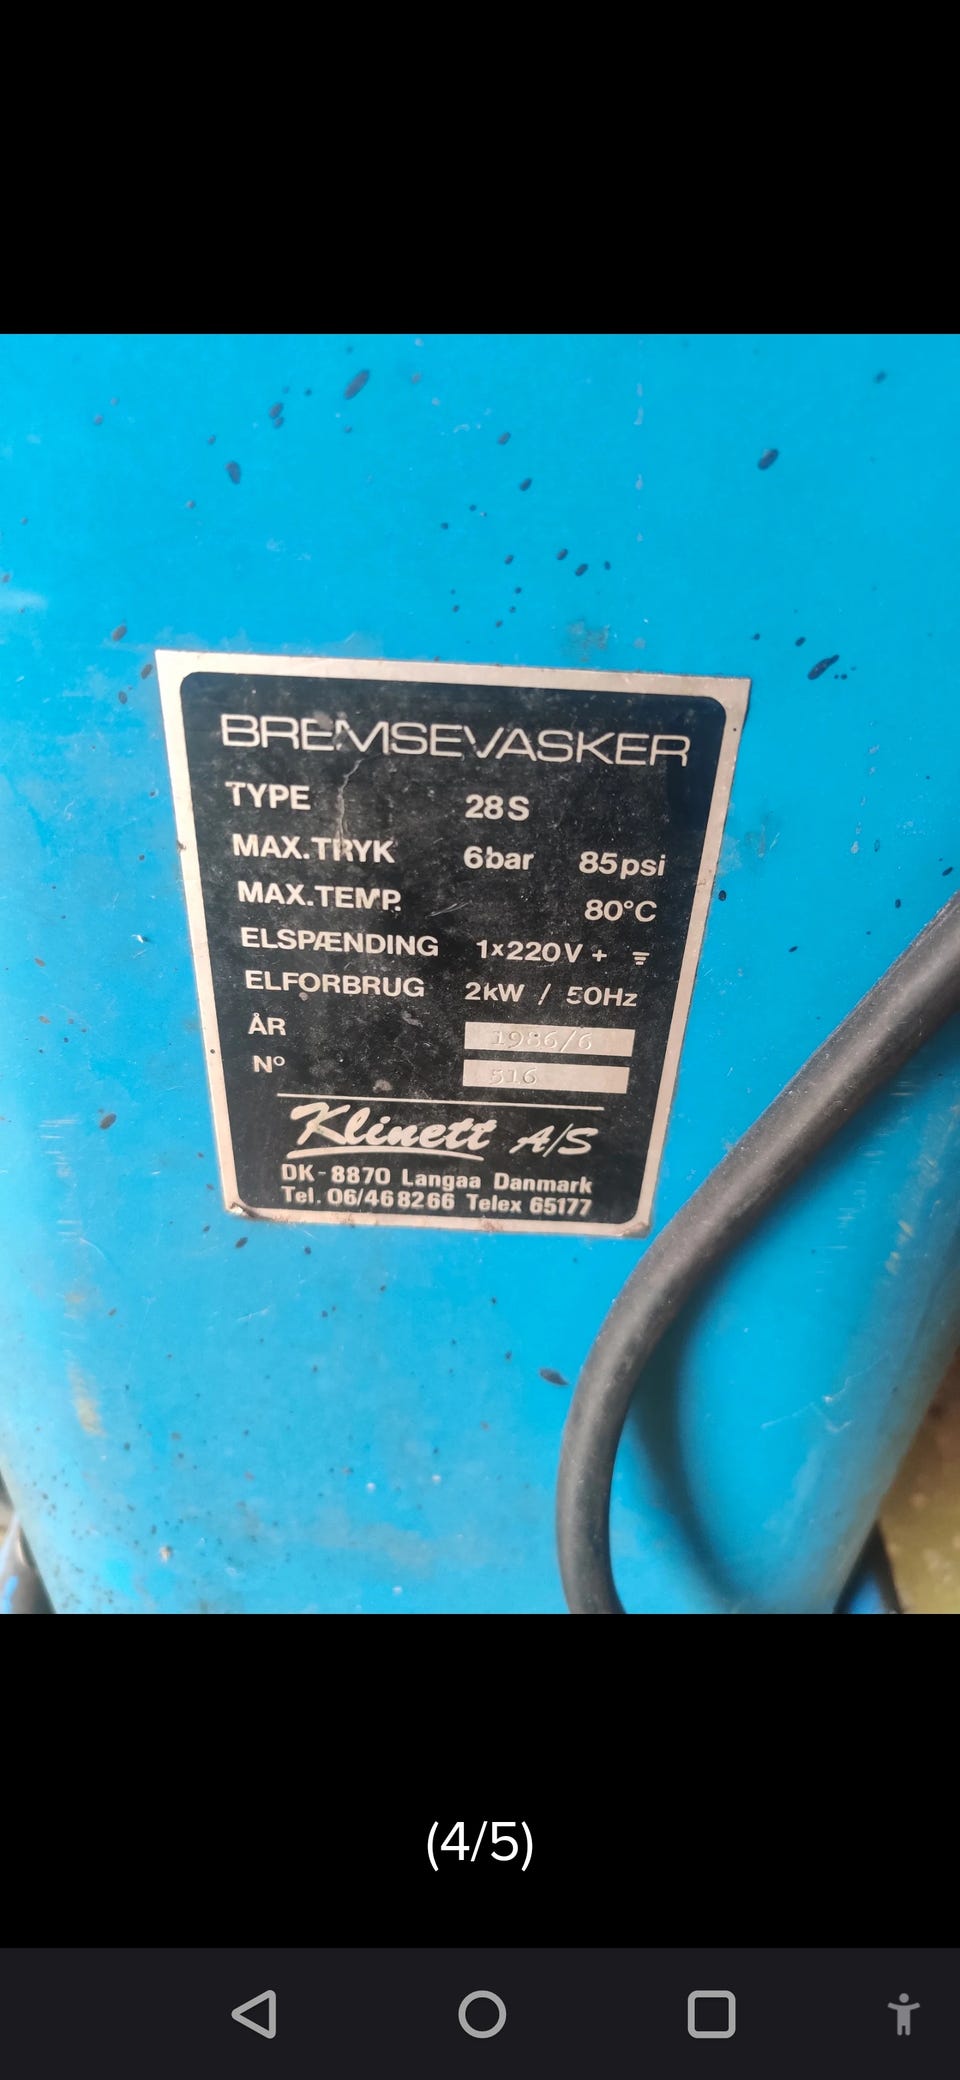 BREMSEVASKER
TYPE 28S
MAX.TRYK 6bar 85psi
MAX.TEMP. 80°C
ELSPÆNDING 1x220V +
ELFORBRUG 2kW / 50Hz
ÅR 1986/6
Nº 516
Klinett A/S
DK-8870 Langaa Danmark
Tel. 06/468266 Telex 65177
(4/5)